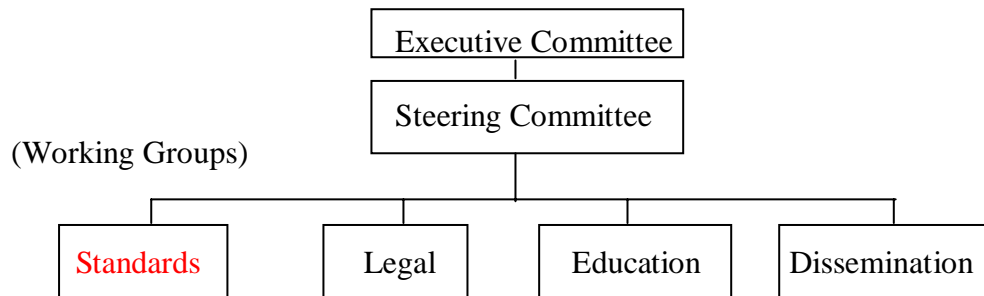 Executive Committee
Steering Committee
(Working Groups)
Standards
Legal
Education
Dissemination